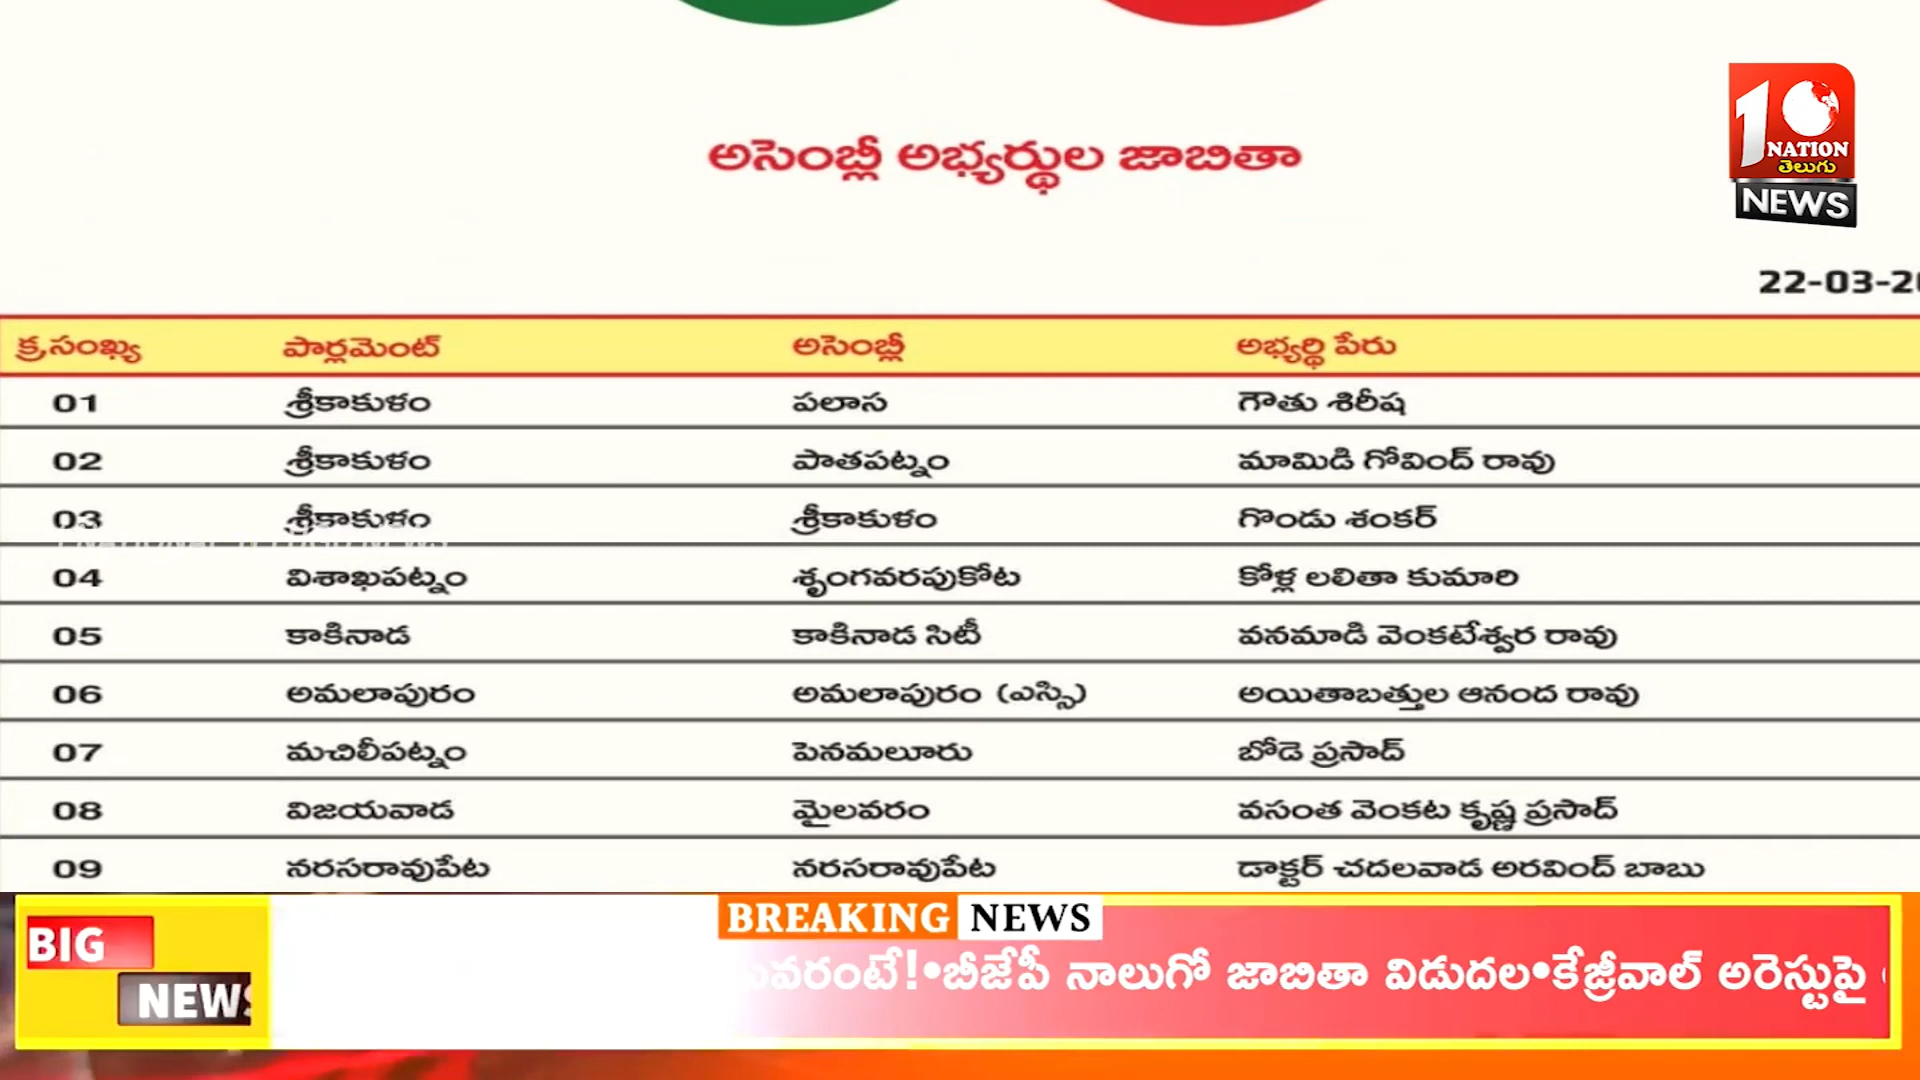 అసెంబ్లీ అభ్యర్థుల జాబితా
1
NATION
తెలుగు
NEWS
22-03-20
క్ర.సంఖ్య పార్లమెంట్ అసెంబ్లీ అభ్యర్థి పేరు
01 శ్రీకాకుళం పలాస గౌతు శిరీష
02 శ్రీకాకుళం పాతపట్నం మామిడి గోవింద్ రావు
03 శ్రీకాకుళం శ్రీకాకుళం గొండు శంకర్
04 విశాఖపట్నం శృంగవరపుకోట కోళ్ల లలితా కుమారి
05 కాకినాడ కాకినాడ సిటీ వనమాడి వెంకటేశ్వర రావు
06 అమలాపురం అమలాపురం (ఎస్సి) అయితాబత్తుల ఆనంద రావు
07 మచిలీపట్నం పెనమలూరు బోడె ప్రసాద్
08 విజయవాడ మైలవరం వసంత వెంకట కృష్ణ ప్రసాద్
09 నరసరావుపేట నరసరావుపేట డాక్టర్ చదలవాడ అరవింద్ బాబు
BREAKING NEWS
BIG
NEWS
వరంటే!•బీజేపీ నాలుగో జాబితా విడుదల•కేజ్రీవాల్ అరెస్టుపై